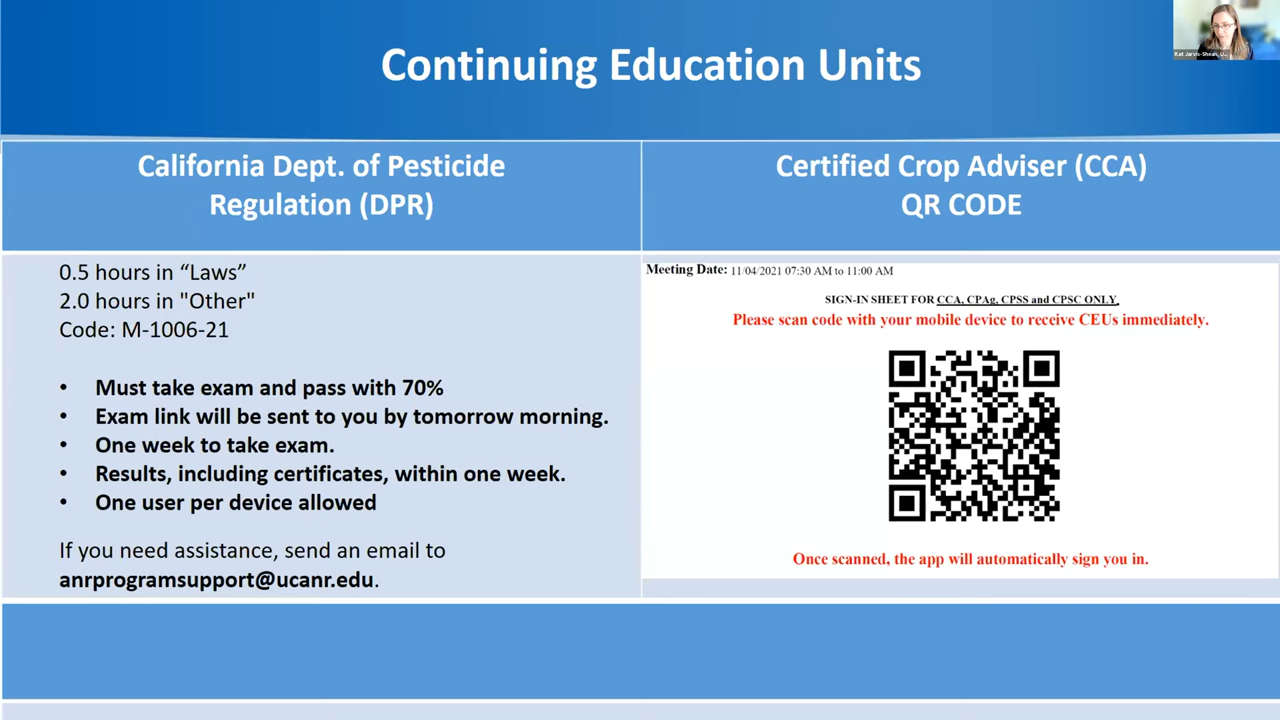 Continuing Education Units
Kat Jarvis-Shean, U...
California Dept. of Pesticide
Regulation (DPR)
Certified Crop Adviser (CCA)
QR CODE
0.5 hours in “Laws”
2.0 hours in "Other"
Code: M-1006-21
• Must take exam and pass with 70%
• Exam link will be sent to you by tomorrow morning.
• One week to take exam.
• Results, including certificates, within one week.
• One user per device allowed
If you need assistance, send an email to
anrprogramsupport@ucanr.edu.
Meeting Date: 11/04/2021 07:30 AM to 11:00 AM
SIGN-IN SHEET FOR CCA, CPAg, CPSS and CPSC ONLY.
Please scan code with your mobile device to receive CEUs immediately.
Once scanned, the app will automatically sign you in.